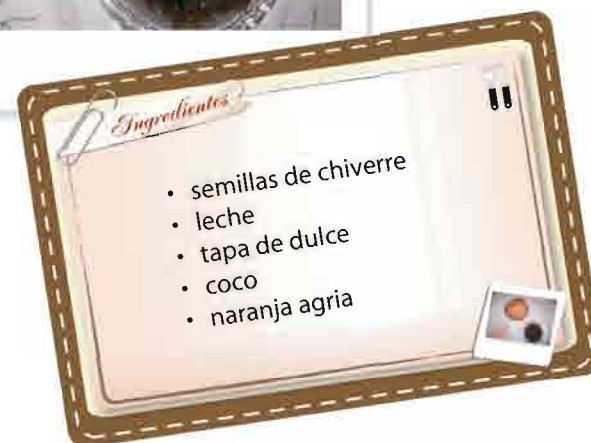 Ingredientes
• semillas de chiverre
• leche
• tapa de dulce
• coco
• naranja agria